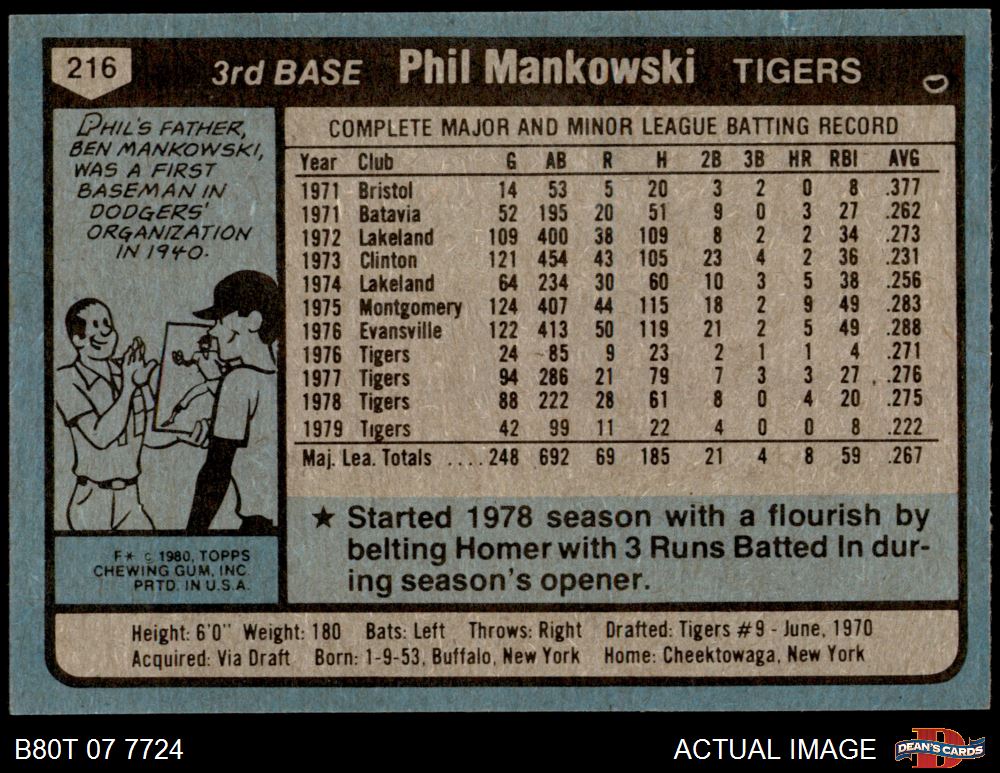 216 3rd BASE Phil Mankowski TIGERS
PHIL'S FATHER,
BEN MANKOWSKI,
WAS A FIRST
BASEMAN IN
DODGERS'
ORGANIZATION
IN 1940.
F✶ © 1980, TOPPS
CHEWING GUM, INC.
PRTD. IN U.S.A.
COMPLETE MAJOR AND MINOR LEAGUE BATTING RECORD
Year Club G AB R H 2B 3B HR RBI AVG
1971 Bristol 14 53 5 20 3 2 0 8 .377
1971 Batavia 52 195 20 51 9 0 3 27 .262
1972 Lakeland 109 400 38 109 8 2 2 34 .273
1973 Clinton 121 454 43 105 23 4 2 36 .231
1974 Lakeland 64 234 30 60 10 3 5 38 .256
1975 Montgomery 124 407 44 115 18 2 9 49 .283
1976 Evansville 122 413 50 119 21 2 5 49 .288
1976 Tigers 24 85 9 23 2 1 1 4 .271
1977 Tigers 94 286 21 79 7 3 3 27 .276
1978 Tigers 88 222 28 61 8 0 4 20 .275
1979 Tigers 42 99 11 22 4 0 0 8 .222
Maj. Lea. Totals ....248 692 69 185 21 4 8 59 .267
★ Started 1978 season with a flourish by
belting Homer with 3 Runs Batted In dur-
ing season's opener.
Height: 6'0" Weight: 180 Bats: Left Throws: Right Drafted: Tigers #9 - June, 1970
Acquired: Via Draft Born: 1-9-53, Buffalo, New York Home: Cheektowaga, New York
B80T 07 7724 ACTUAL IMAGE D DEAN'S CARDS